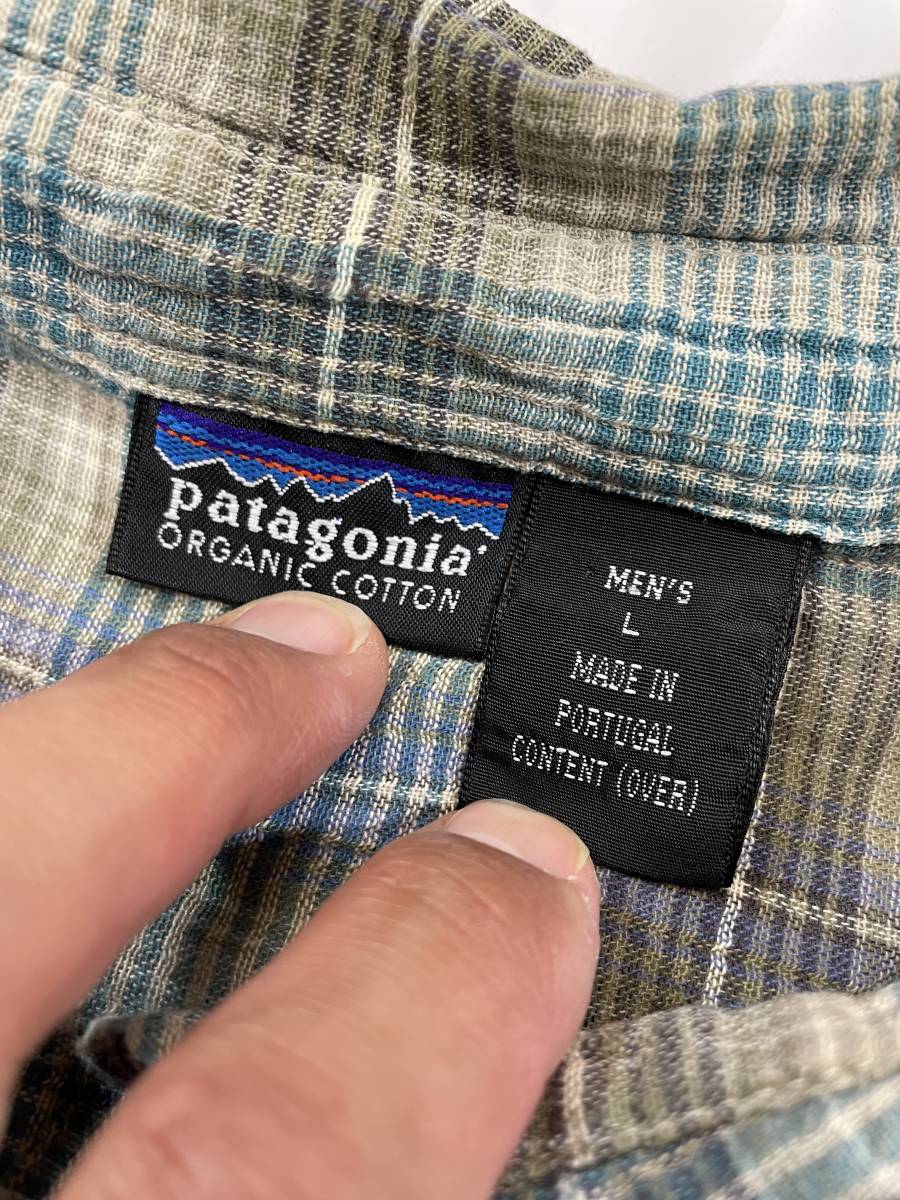 patagonia
ORGANIC COTTON
MEN'S
L
MADE IN
PORTUGAL
CONTENT (OVER)